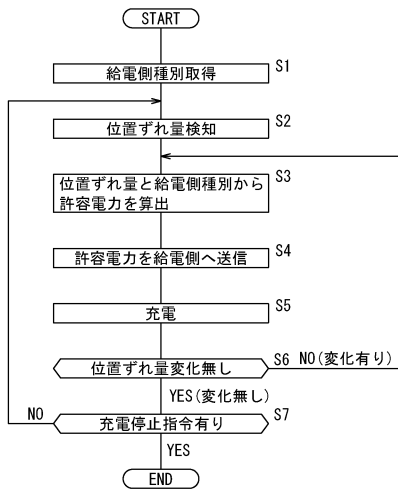 START
給電側種別取得 S1
位置ずれ量検知 S2
位置ずれ量と給電側種別から S3
許容電力を算出
許容電力を給電側へ送信 S4
充電 S5
位置ずれ量変化無し S6 NO(変化有り)
YES(変化無し)
NO 充電停止指令有り S7
YES
END